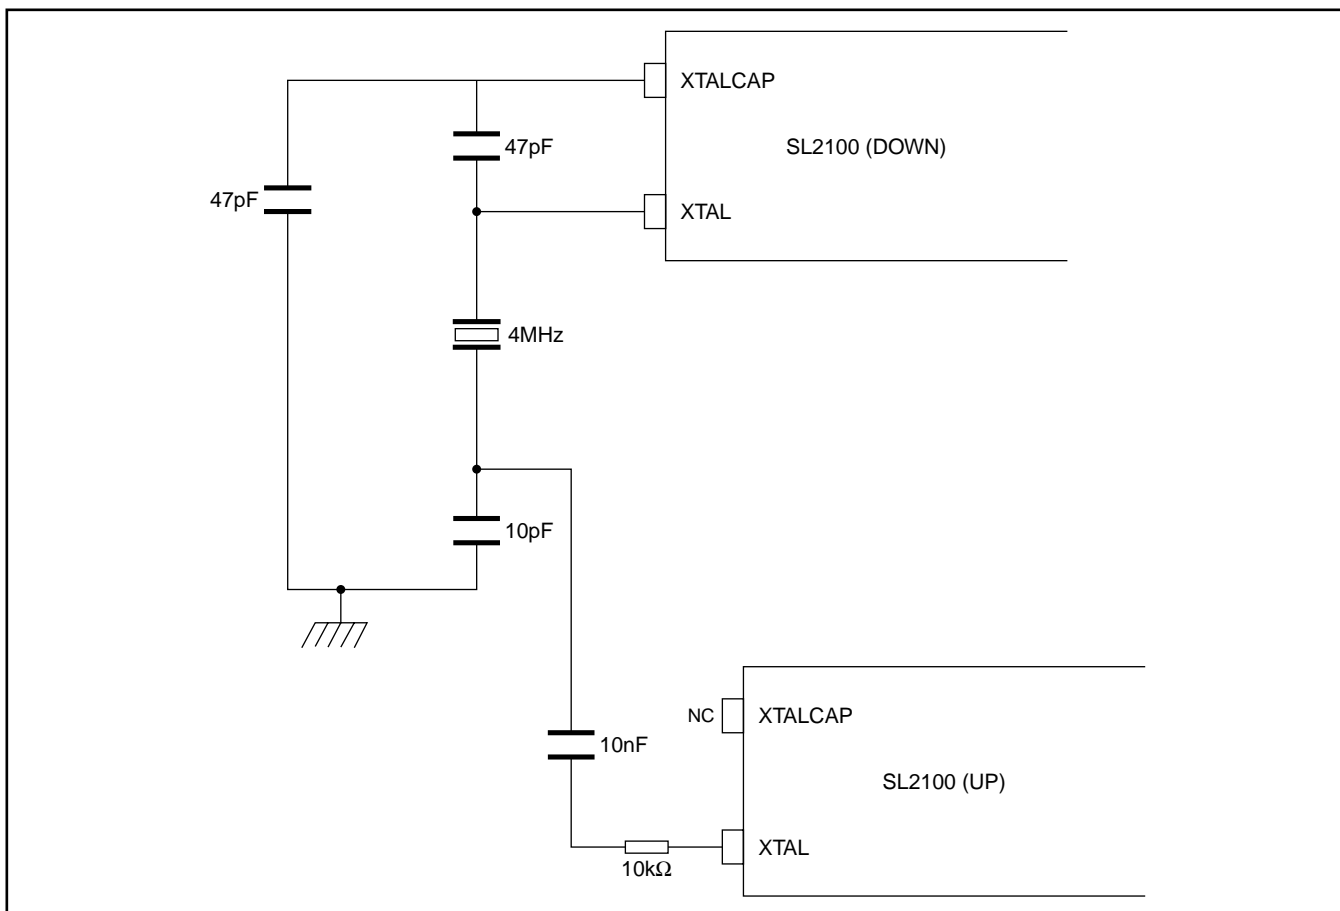 XTALCAP
47pF
SL2100 (DOWN)
47pF
XTAL
4MHz
10pF
NC
XTALCAP
10nF
SL2100 (UP)
XTAL
10kΩ